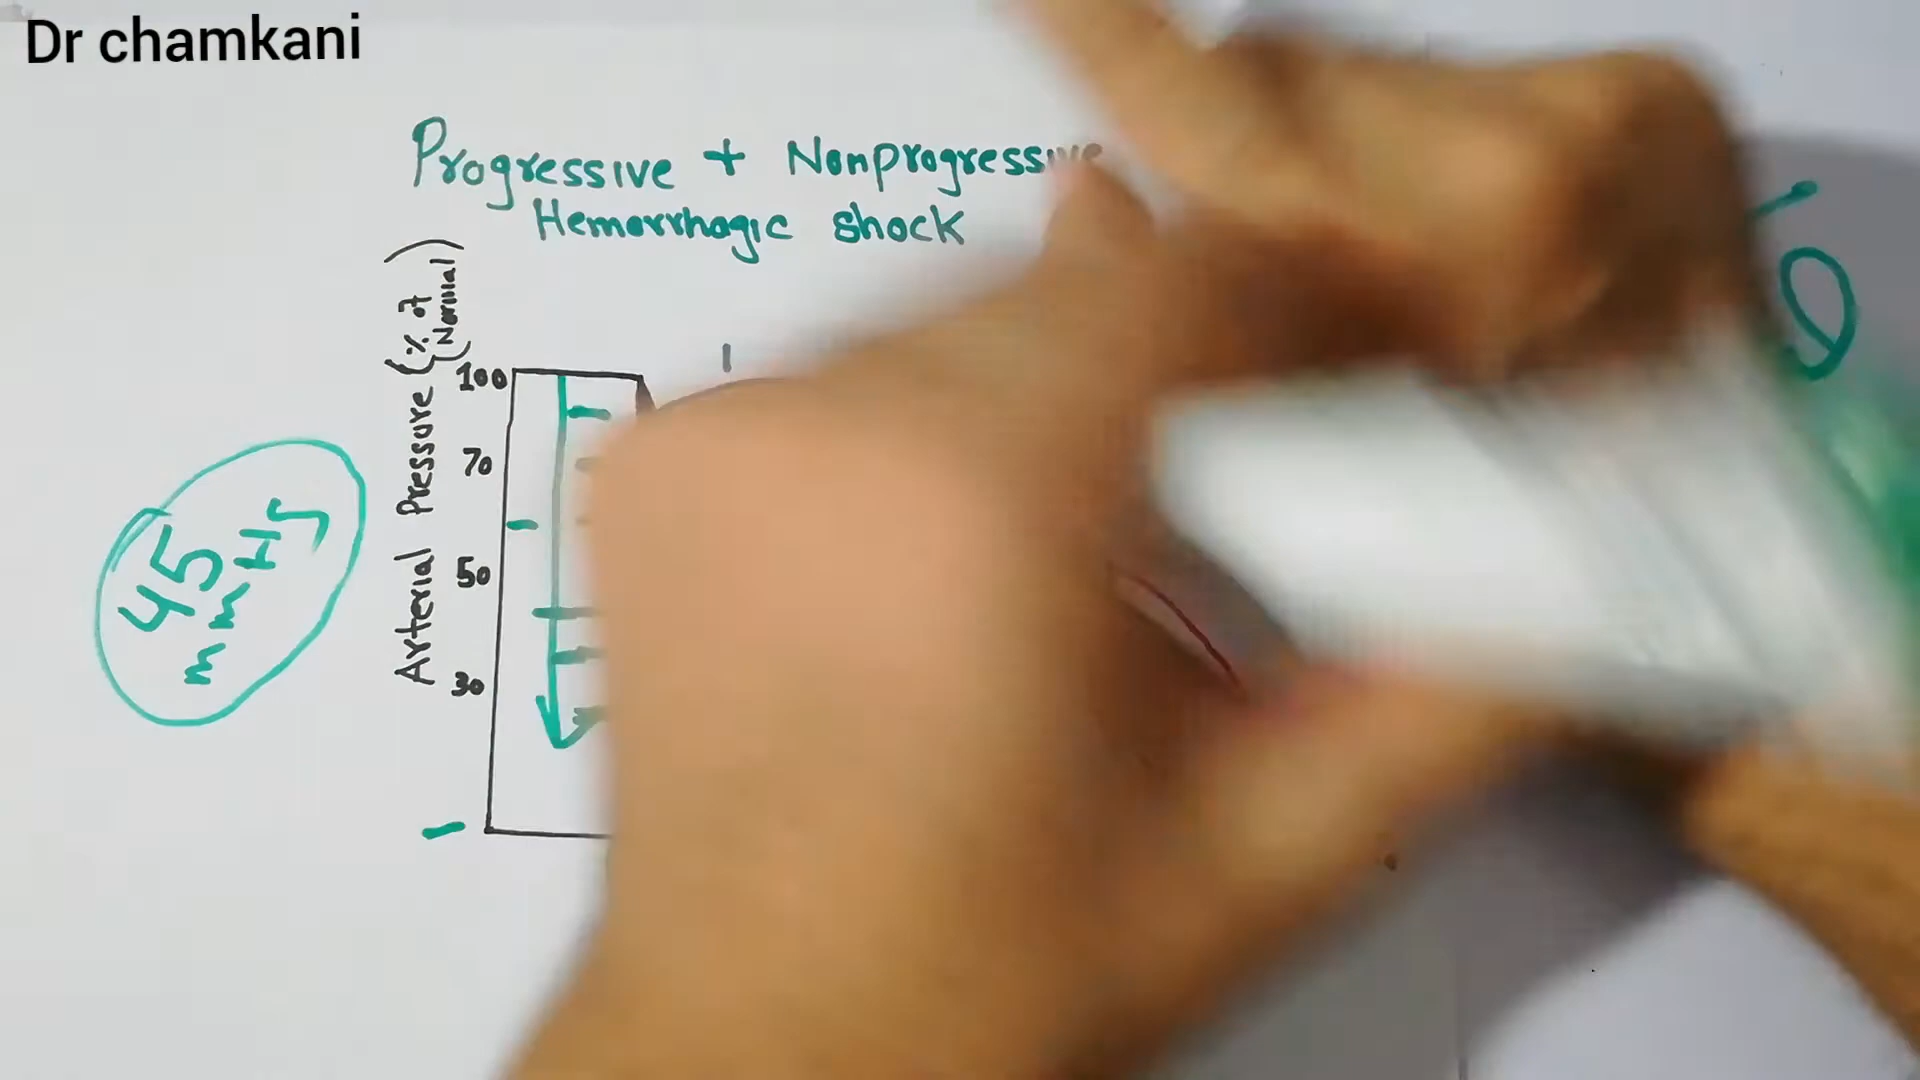 Dr chamkani
Progressive + Nonprogressive
Hemorrhagic shock
Arterial Pressure (% of
Normal)
100
70
50
30
45
mmHg